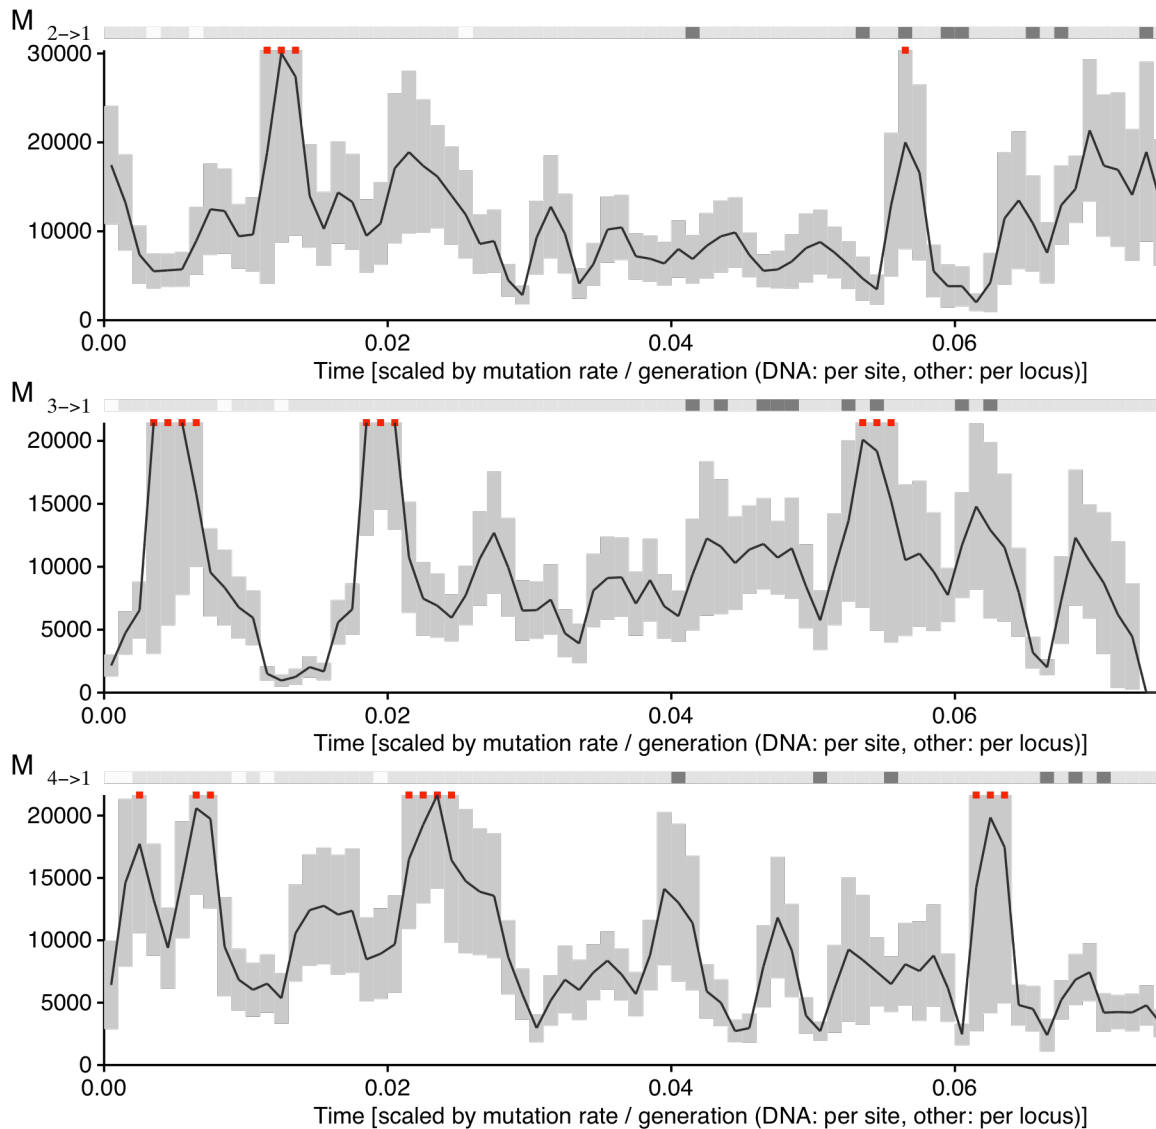 M
2->1
30000
20000
10000
0
0.00 0.02 0.04 0.06
Time [scaled by mutation rate / generation (DNA: per site, other: per locus)]
M
3->1
20000
15000
10000
5000
0
0.00 0.02 0.04 0.06
Time [scaled by mutation rate / generation (DNA: per site, other: per locus)]
M
4->1
20000
15000
10000
5000
0
0.00 0.02 0.04 0.06
Time [scaled by mutation rate / generation (DNA: per site, other: per locus)]